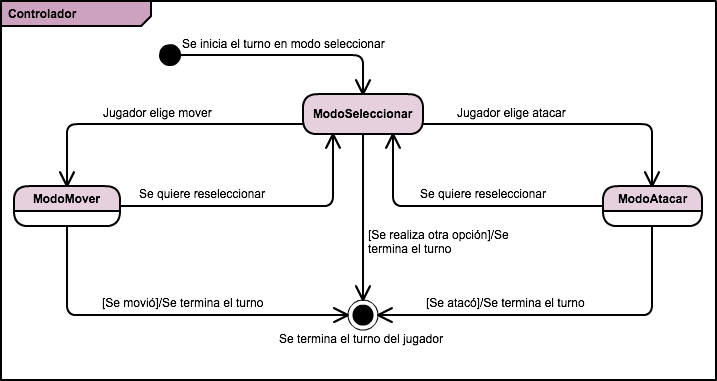 Controlador
Se inicia el turno en modo seleccionar
ModoSeleccionar
Jugador elige mover
Jugador elige atacar
ModoMover
Se quiere reseleccionar
Se quiere reseleccionar
ModoAtacar
[Se realiza otra opción]/Se
termina el turno
[Se movió]/Se termina el turno
[Se atacó]/Se termina el turno
Se termina el turno del jugador